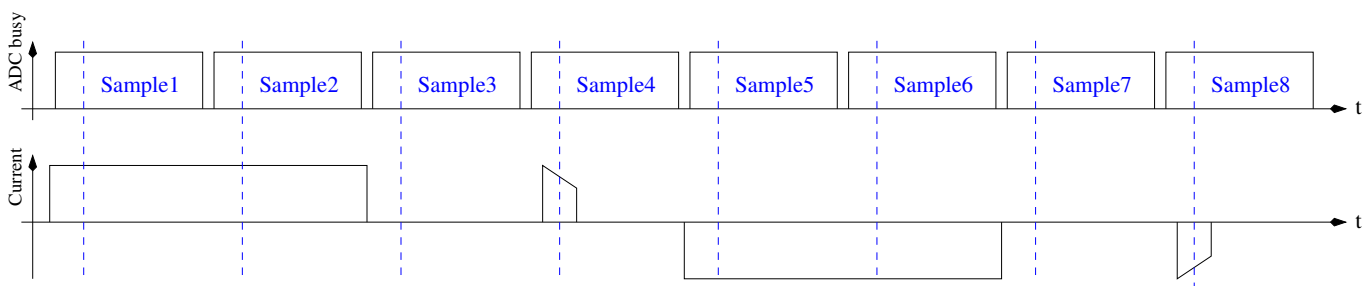 ADC busy
Sample1 Sample2 Sample3 Sample4 Sample5 Sample6 Sample7 Sample8
t
Current
t